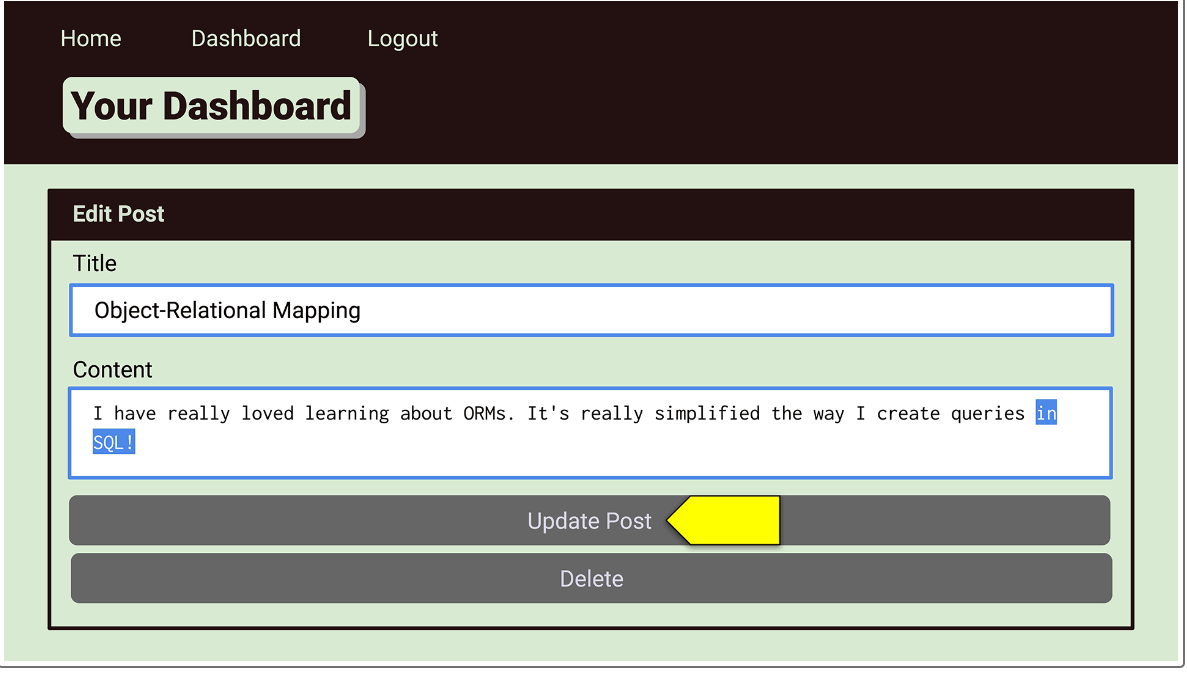 Home Dashboard Logout
Your Dashboard
Edit Post
Title
Object-Relational Mapping
Content
I have really loved learning about ORMs. It's really simplified the way I create queries in
SQL!
Update Post
Delete